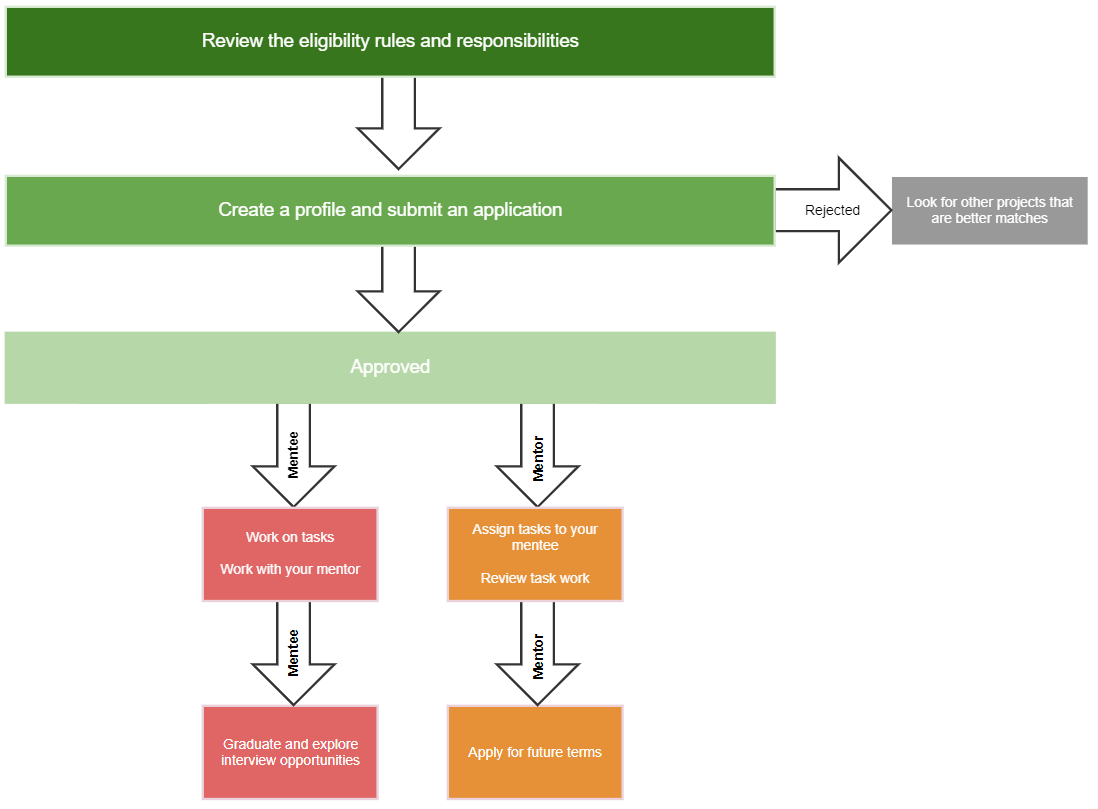 Review the eligibility rules and responsibilities
Create a profile and submit an application
Rejected
Look for other projects that
are better matches
Approved
Mentee
Mentor
Work on tasks
Work with your mentor
Assign tasks to your
mentee
Review task work
Mentee
Mentor
Graduate and explore
interview opportunities
Apply for future terms